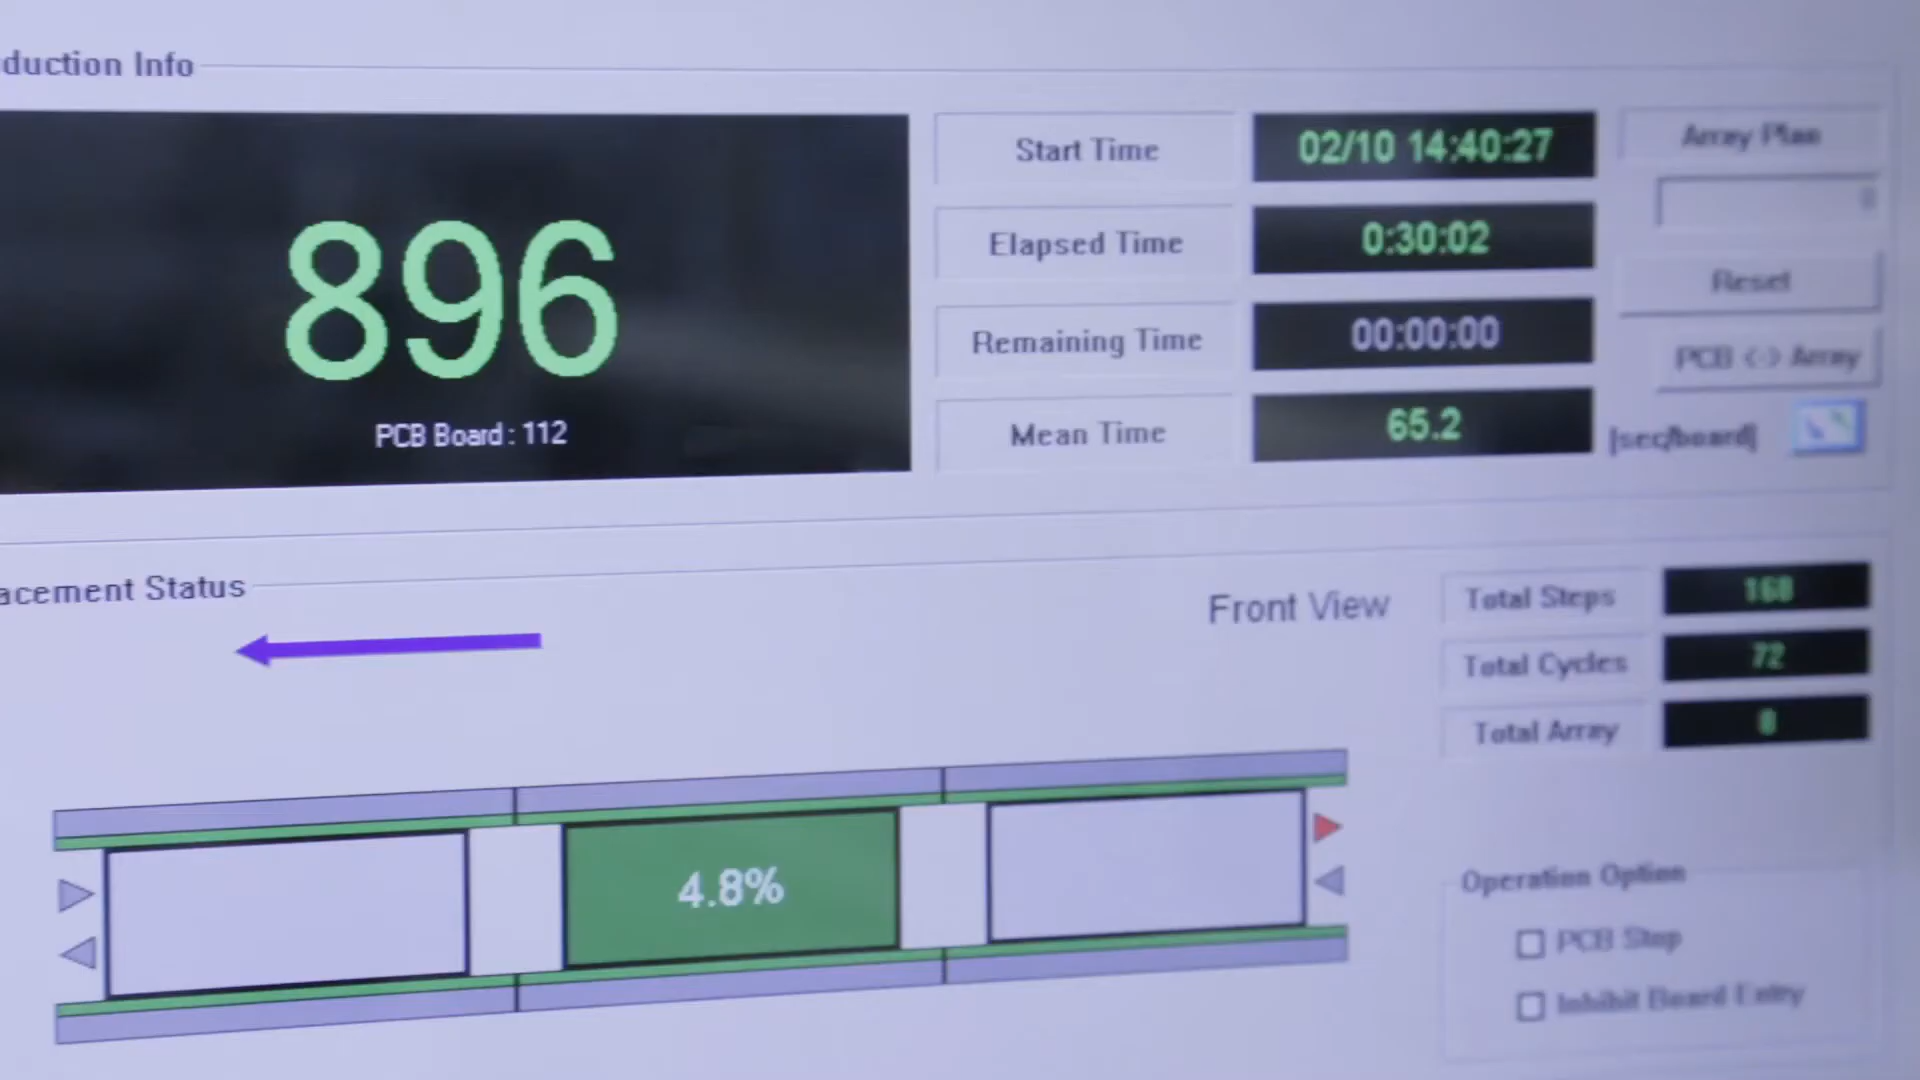 duction Info
896
PCB Board : 112
Start Time 02/10 14:40:27
Elapsed Time 0:30:02
Remaining Time 00:00:00
Mean Time 65.2 [sec/board]
Array Plan
0
Reset
PCB <-> Array
acement Status
Front View
Total Steps 168
Total Cycles 72
Total Array 8
4.8%
Operation Option
PCB Stop
Inhibit Board Entry